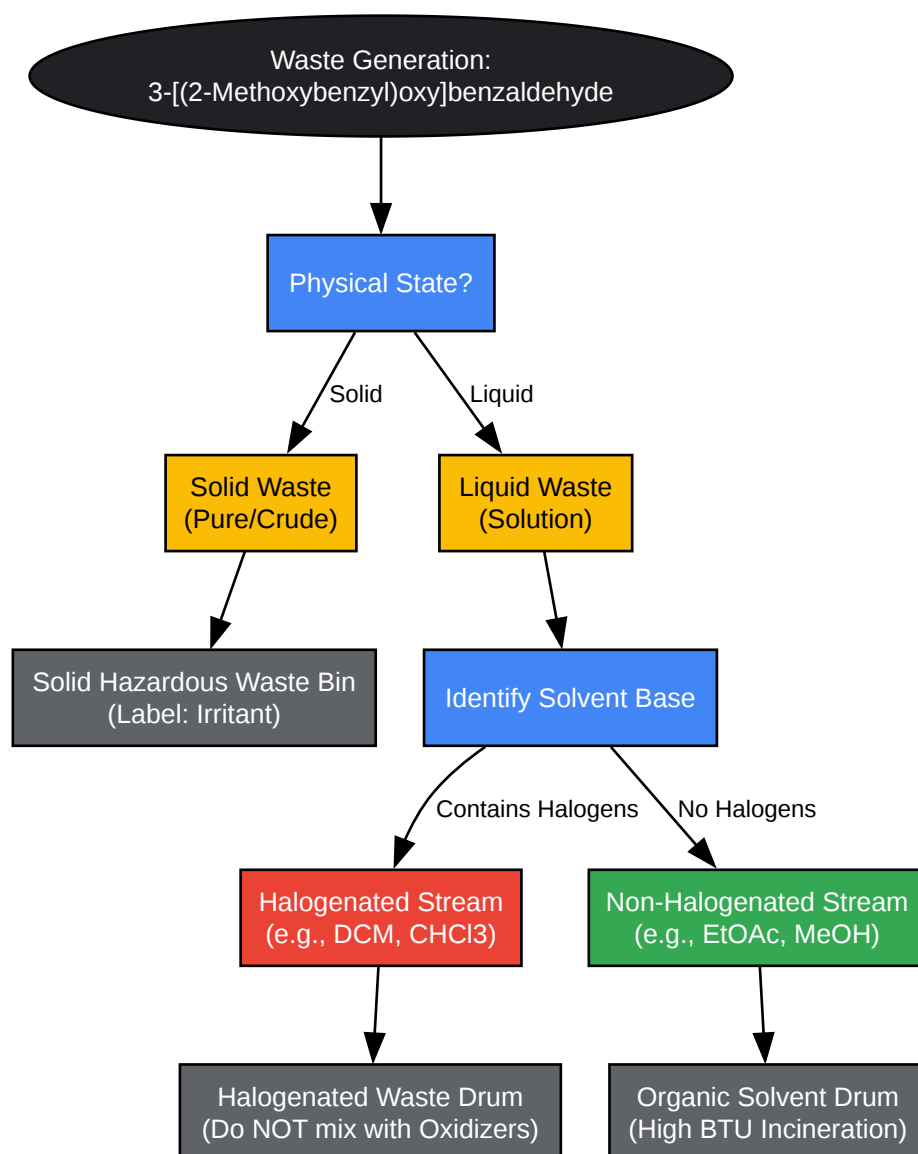 Waste Generation:
3-[(2-Methoxybenzyl)oxy]benzaldehyde
Physical State?
Solid
Liquid
Solid Waste
(Pure/Crude)
Liquid Waste
(Solution)
Solid Hazardous Waste Bin
(Label: Irritant)
Identify Solvent Base
Contains Halogens
No Halogens
Halogenated Stream
(e.g., DCM, CHCl3)
Non-Halogenated Stream
(e.g., EtOAc, MeOH)
Halogenated Waste Drum
(Do NOT mix with Oxidizers)
Organic Solvent Drum
(High BTU Incineration)